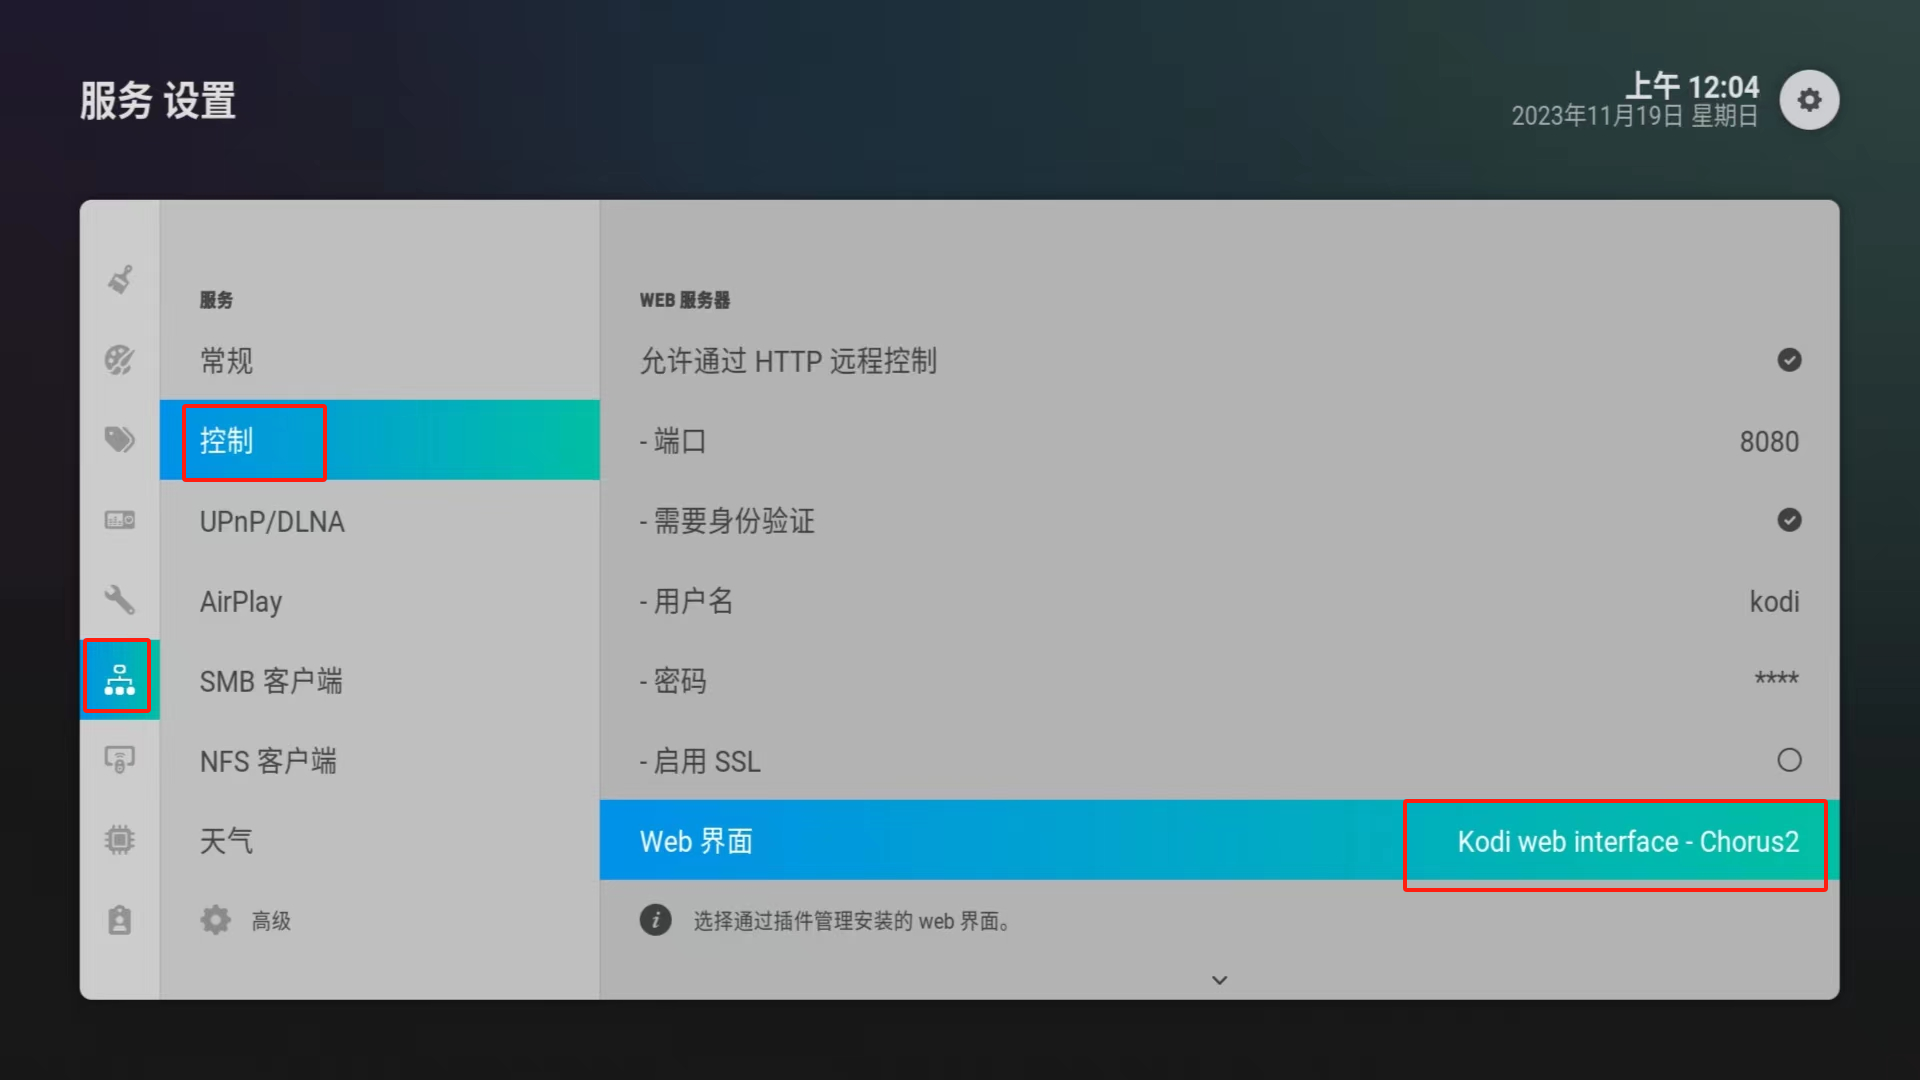 服务 设置
上午 12:04
2023年11月19日 星期日
服务
常规
控制
UPnP/DLNA
AirPlay
SMB 客户端
NFS 客户端
天气
高级
WEB 服务器
允许通过 HTTP 远程控制
- 端口
8080
- 需要身份验证
- 用户名
kodi
- 密码
****
- 启用 SSL
Web 界面
Kodi web interface - Chorus2
选择通过插件管理安装的 web 界面。